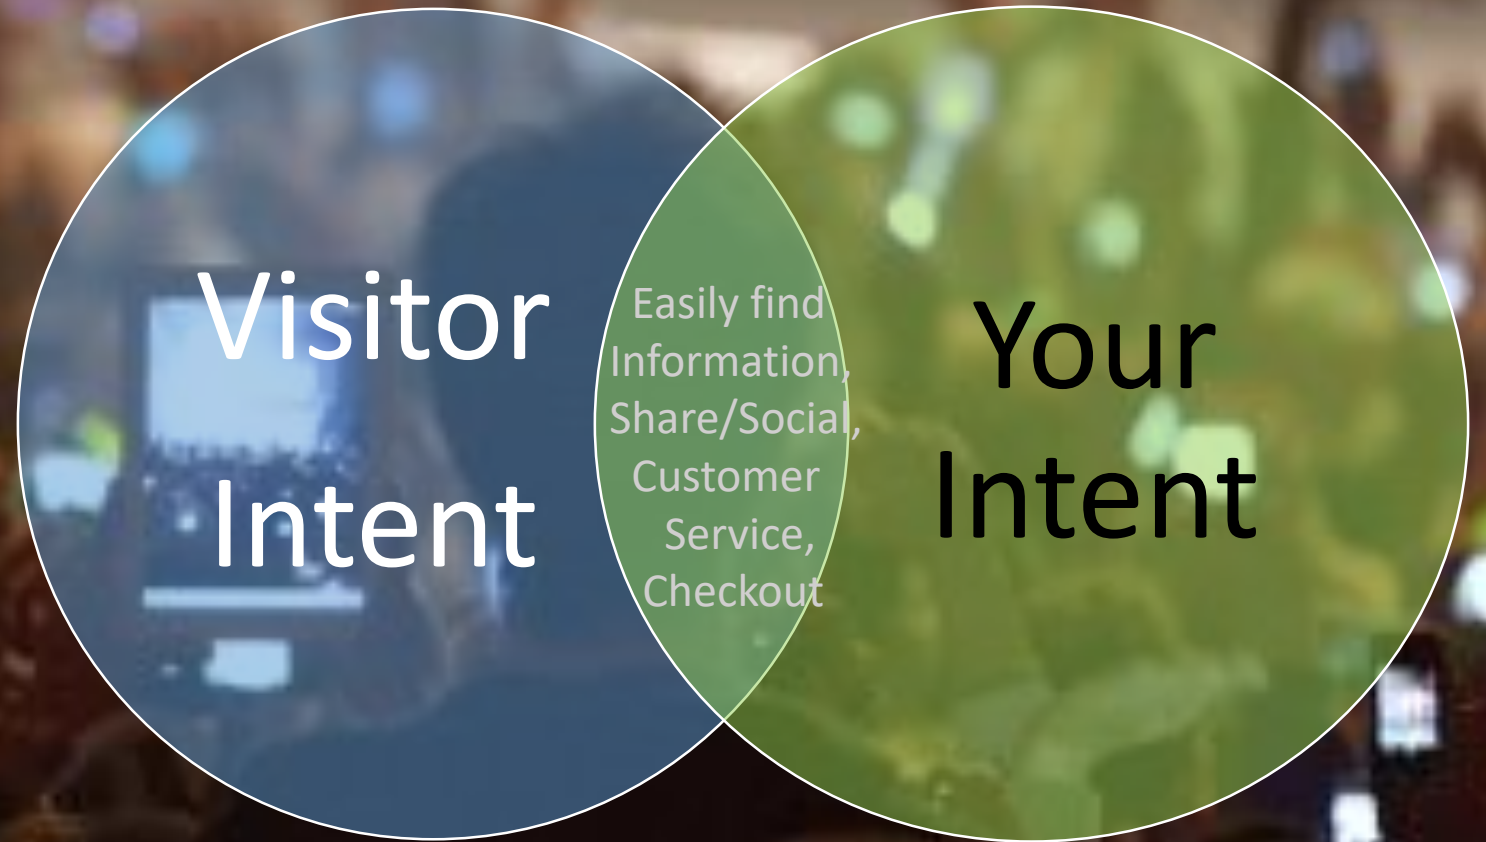 Visitor
Intent
Easily find
Information,
Share/Social,
Customer
Service,
Checkout
Your
Intent